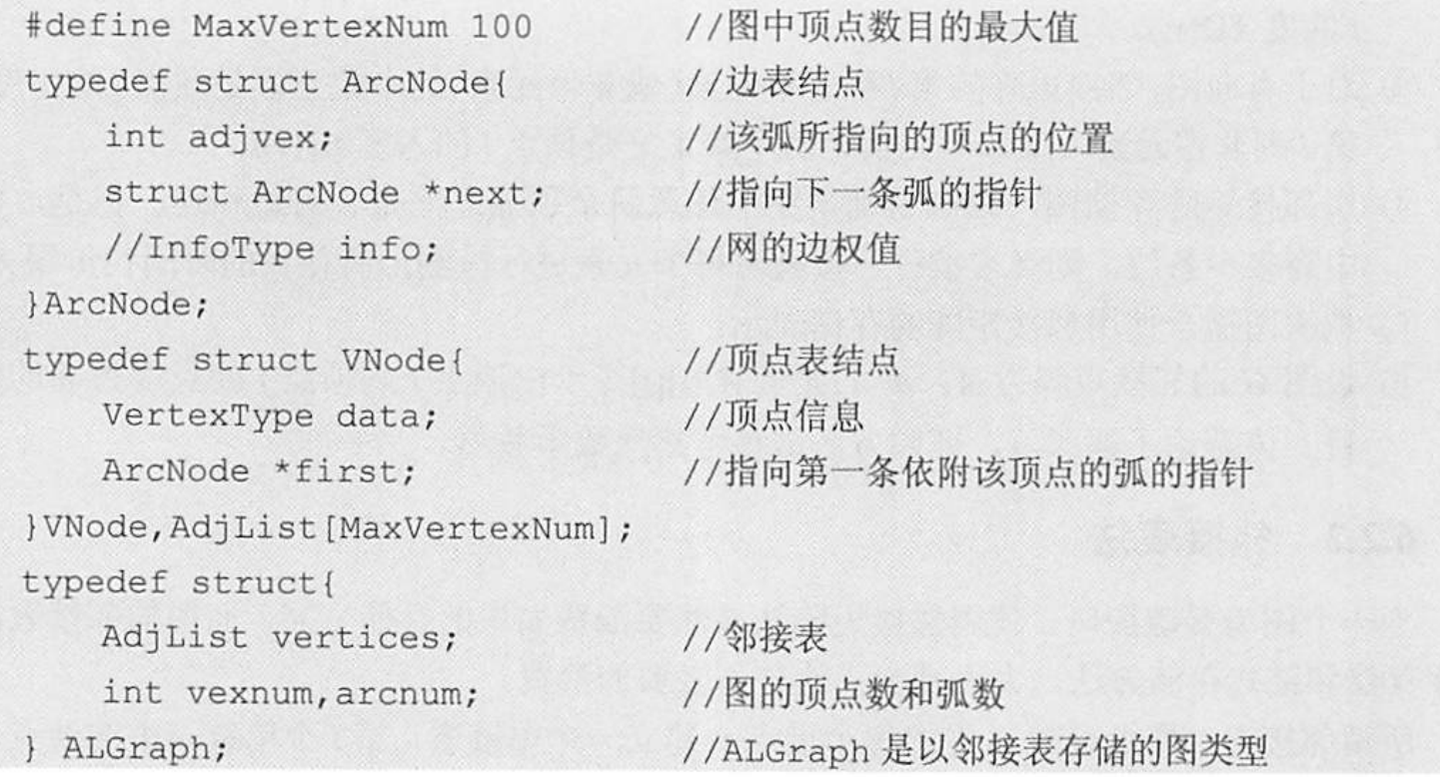 #define MaxVertexNum 100 //图中顶点数目的最大值
typedef struct ArcNode{ //边表结点
int adjvex; //该弧所指向的顶点的位置
struct ArcNode *next; //指向下一条弧的指针
//InfoType info; //网的边权值
}ArcNode;
typedef struct VNode{ //顶点表结点
VertexType data; //顶点信息
ArcNode *first; //指向第一条依附该顶点的弧的指针
}VNode,AdjList[MaxVertexNum];
typedef struct{
AdjList vertices; //邻接表
int vexnum,arcnum; //图的顶点数和弧数
} ALGraph; //ALGraph 是以邻接表存储的图类型